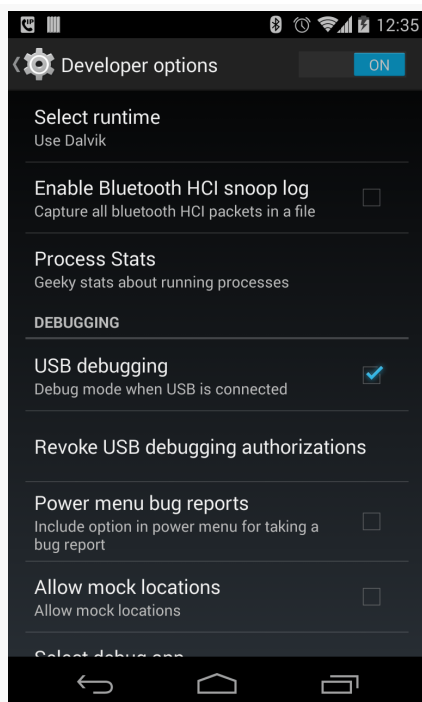 12:35
Developer options
ON
Select runtime
Use Dalvik
Enable Bluetooth HCI snoop log
Capture all bluetooth HCI packets in a file
Process Stats
Geeky stats about running processes
DEBUGGING
USB debugging
Debug mode when USB is connected
Revoke USB debugging authorizations
Power menu bug reports
Include option in power menu for taking a
bug report
Allow mock locations
Allow mock locations
Select debug app